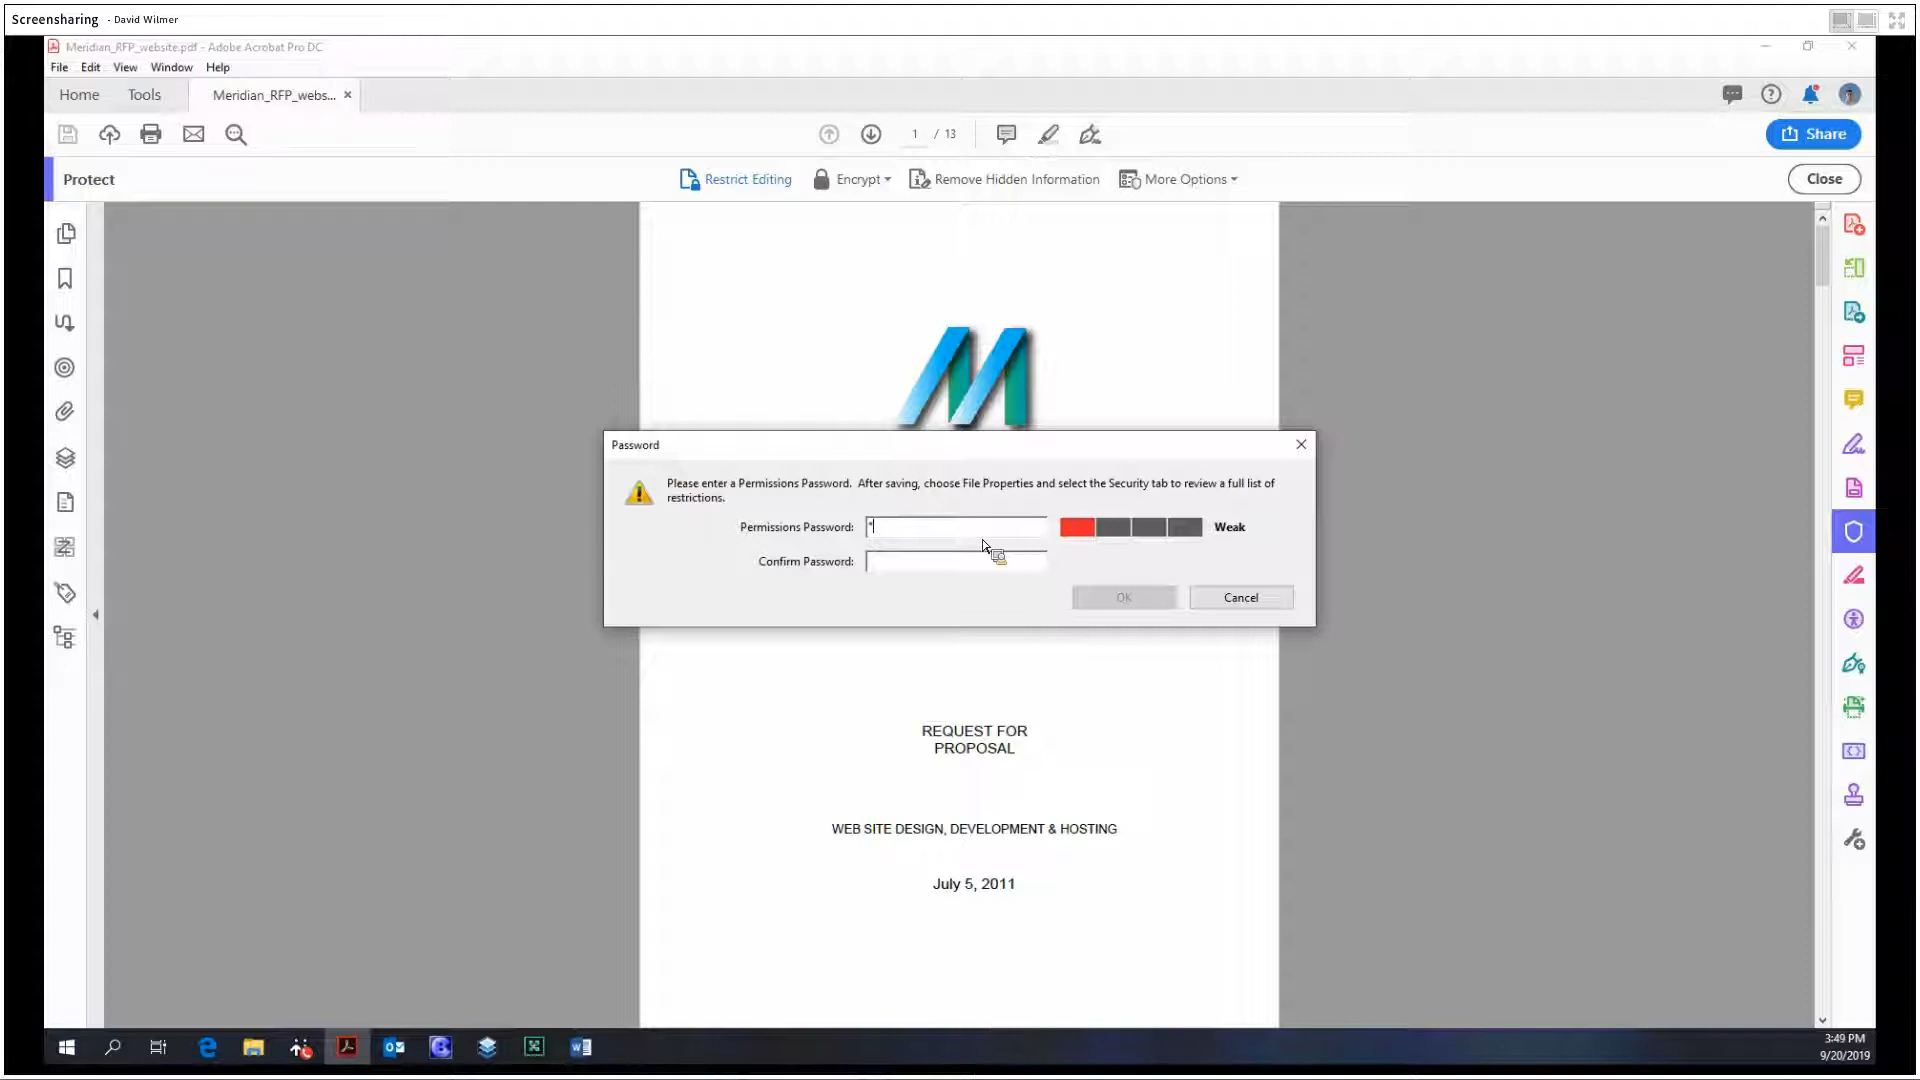 Screensharing - David Wilmer
Meridian_RFP_website.pdf - Adobe Acrobat Pro DC
File Edit View Window Help
Home Tools Meridian_RFP_webs... ×
1 / 13
Share
Protect
Restrict Editing Encrypt Remove Hidden Information More Options
Close
M
Password
Please enter a Permissions Password. After saving, choose File Properties and select the Security tab to review a full list of
restrictions.
Permissions Password: * Weak
Confirm Password:
OK Cancel
REQUEST FOR
PROPOSAL
WEB SITE DESIGN, DEVELOPMENT & HOSTING
July 5, 2011
3:49 PM
9/20/2019